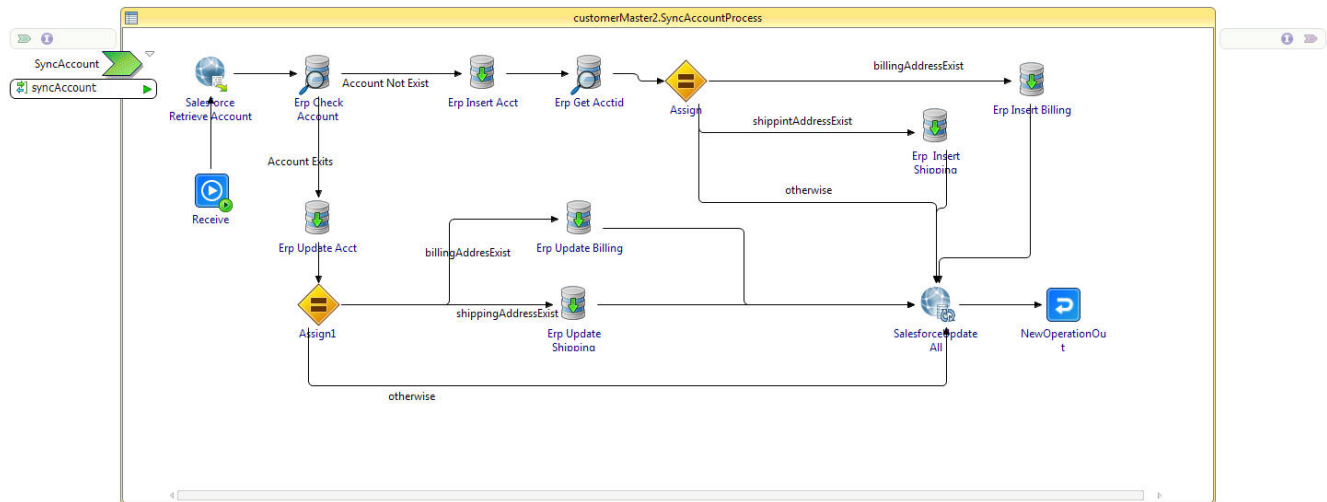 customerMaster2.SyncAccountProcess
SyncAccount
syncAccount
Salesforce
Retrieve Account
Erp Check
Account
Account Not Exist
Erp Insert Acct
Erp Get Acctid
Assign
billingAddressExist
Erp Insert Billing
shippintAddressExist
Erp Insert
Shipping
otherwise
Account Exits
Receive
Erp Update Acct
billingAddresExist
Erp Update Billing
Assign1
shippingAddressExist
Erp Update
Shipping
SalesforceUpdate
All
NewOperationOu
t
otherwise